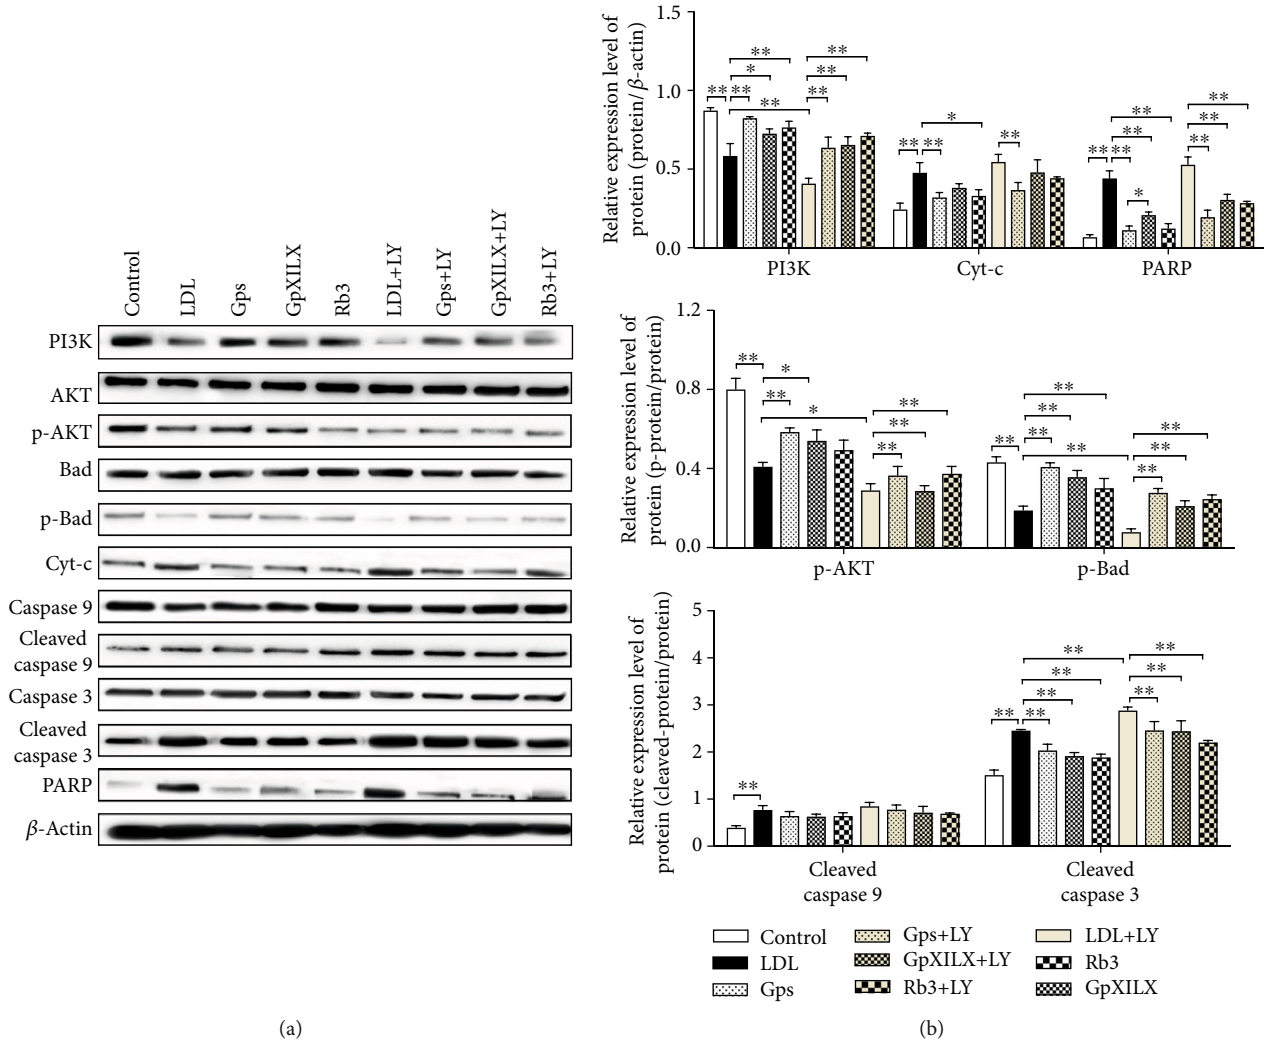 Control
LDL
Gps
GpXILX
Rb3
LDL+LY
Gps+LY
GpXILX+LY
Rb3+LY
PI3K
AKT
p-AKT
Bad
p-Bad
Cyt-c
Caspase 9
Cleaved
caspase 9
Caspase 3
Cleaved
caspase 3
PARP
β-Actin
(a)
Relative expression level of
protein (protein/β-actin)
1.5
1.0
0.5
0.0
** ** ** * ** ** ** ** **
** ** * **
** ** ** ** * ** ** **
PI3K
Cyt-c
PARP
Relative expression level of
protein (p-protein/protein)
1.2
0.8
0.4
0.0
** ** * * ** ** **
** ** ** ** ** ** ** **
p-AKT
p-Bad
Relative expression level of
protein (cleaved-protein/protein)
5
4
3
2
1
0
**
** ** ** ** ** ** ** **
Cleaved
caspase 9
Cleaved
caspase 3
Control
LDL
Gps
Gps+LY
GpXILX+LY
Rb3+LY
LDL+LY
Rb3
GpXILX
(b)